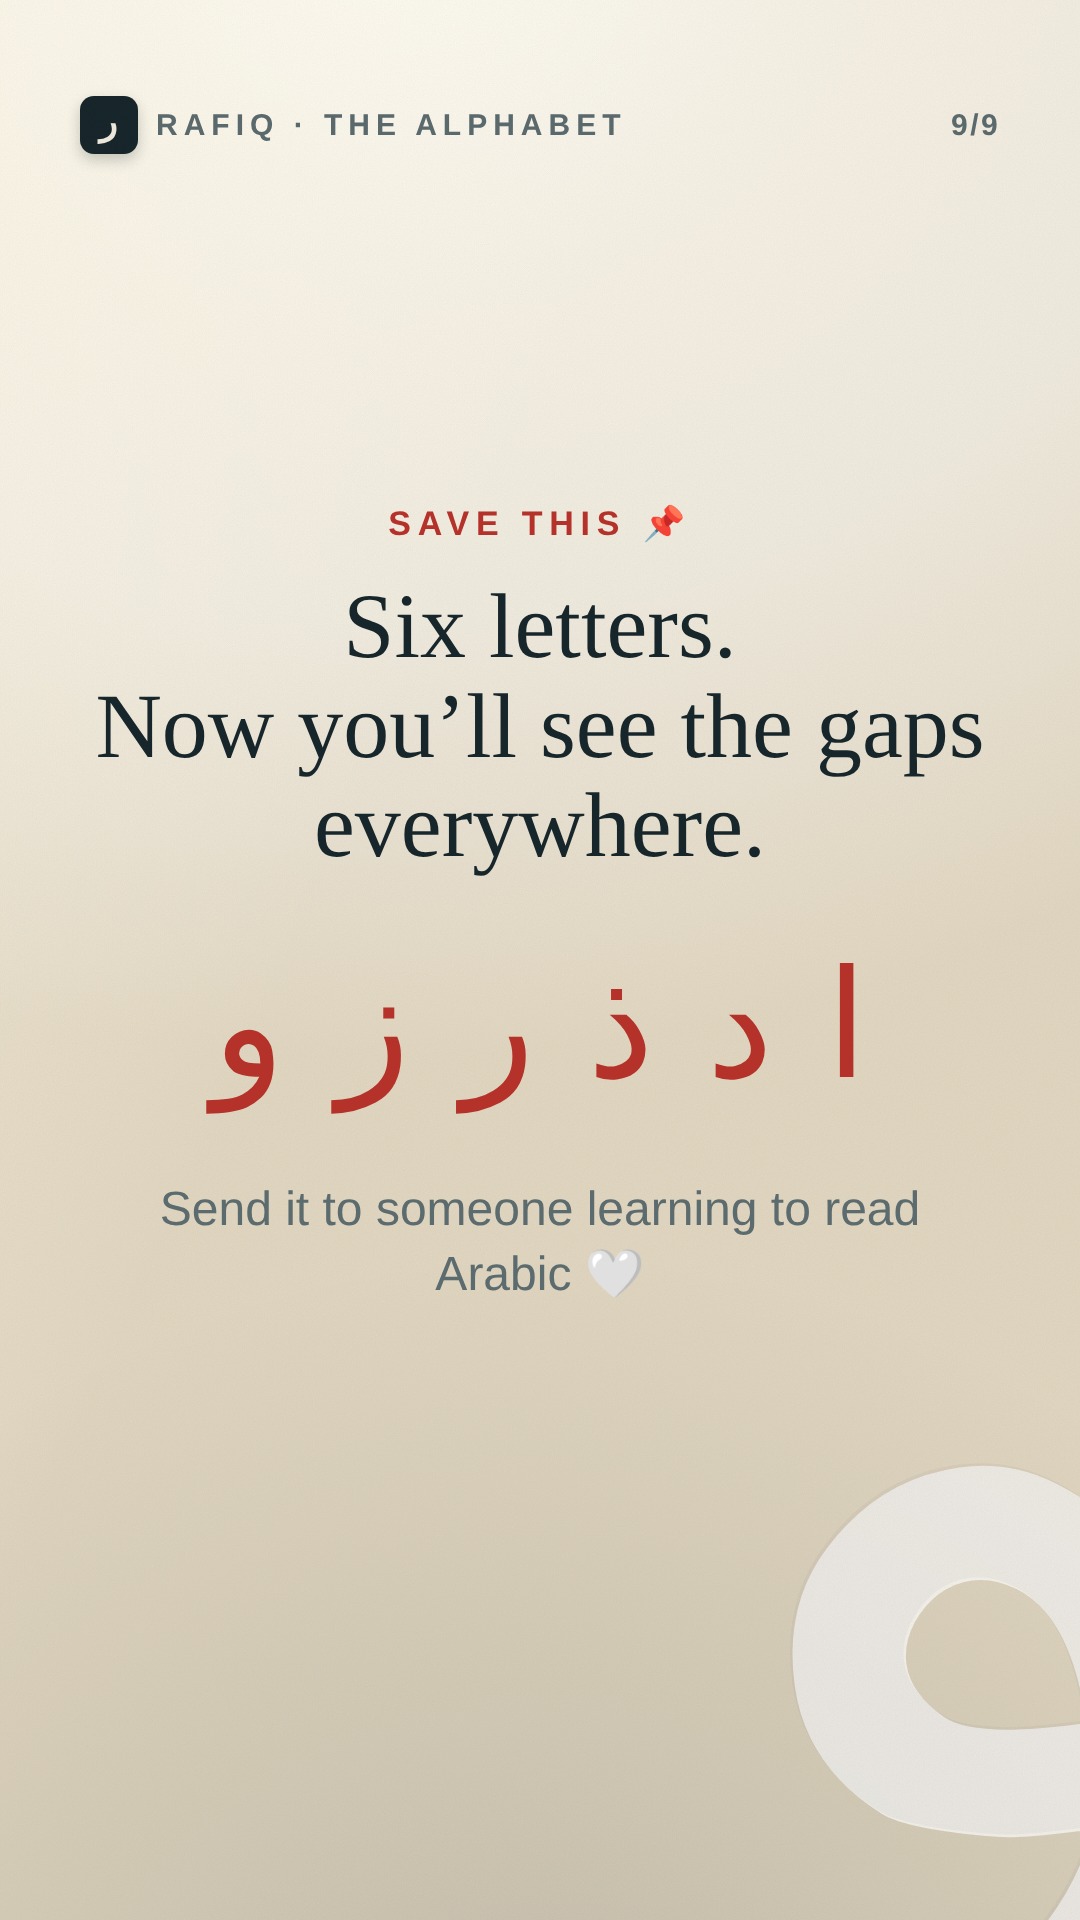 ر RAFIQ · THE ALPHABET 9/9
SAVE THIS 📌
Six letters.
Now you’ll see the gaps
everywhere.
ا د ذ ر ز و
Send it to someone learning to read
Arabic 🤍
و